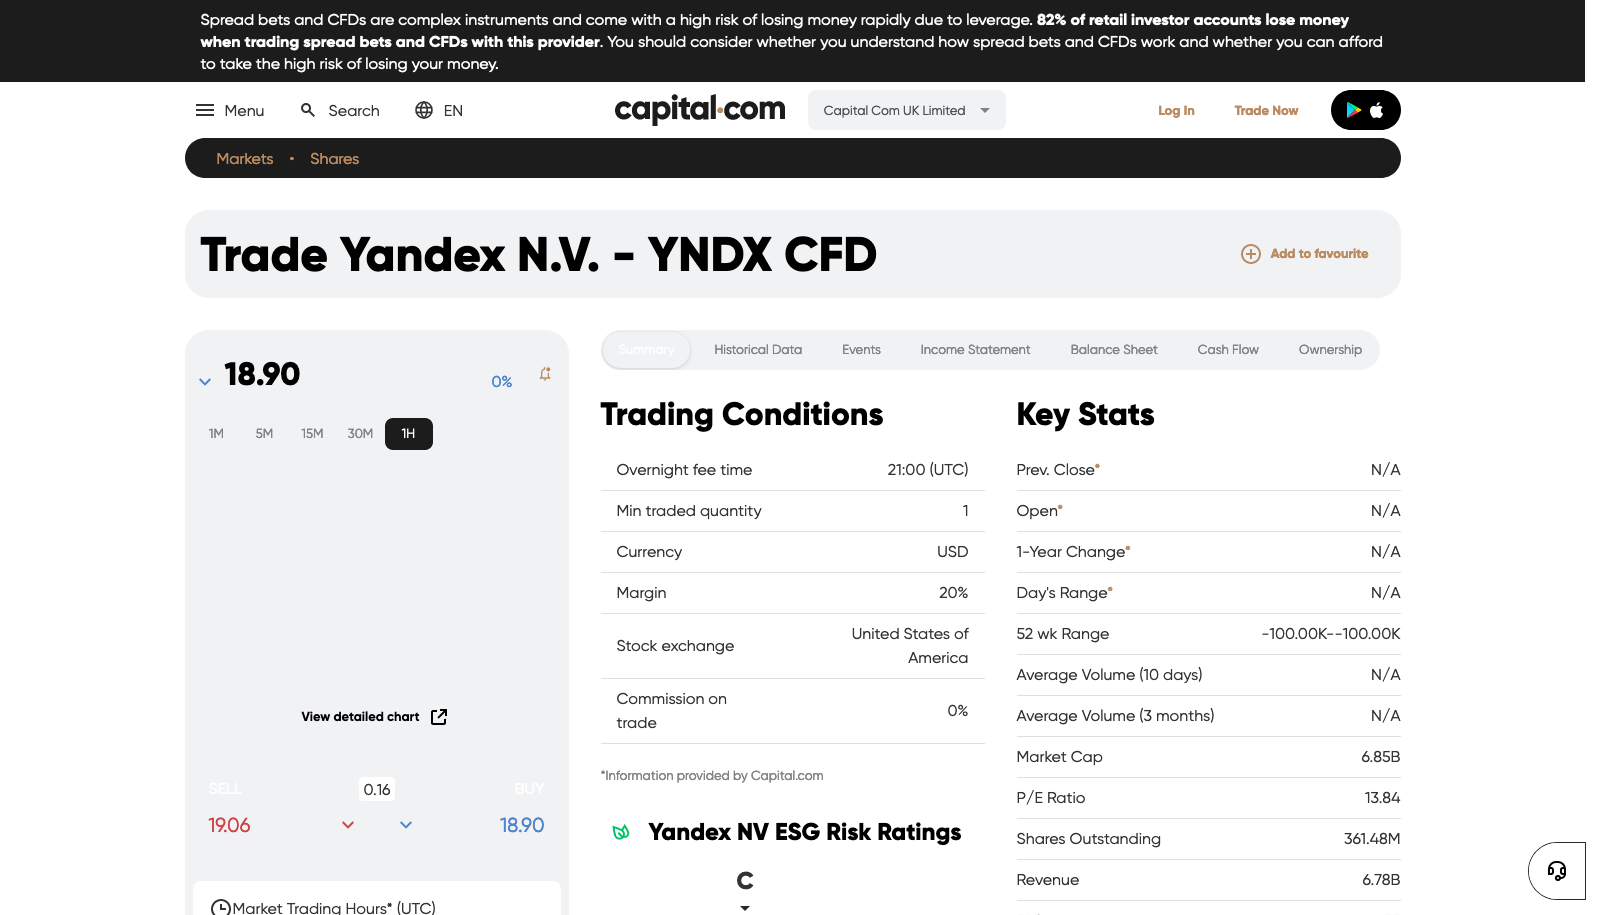 Spread bets and CFDs are complex instruments and come with a high risk of losing money rapidly due to leverage. 82% of retail investor accounts lose money
when trading spread bets and CFDs with this provider. You should consider whether you understand how spread bets and CFDs work and whether you can afford
to take the high risk of losing your money.
Menu
Search
EN
capital.com
Capital Com UK Limited
Log In
Trade Now
Markets
Shares
Trade Yandex N.V. - YNDX CFD
Add to favourite
18.90
0%
1M
5M
15M
30M
1H
View detailed chart
SELL
0.16
BUY
19.06
18.90
Market Trading Hours* (UTC)
Summary
Historical Data
Events
Income Statement
Balance Sheet
Cash Flow
Ownership
Trading Conditions
Overnight fee time 21:00 (UTC)
Min traded quantity 1
Currency USD
Margin 20%
Stock exchange United States of
America
Commission on
trade 0%
*Information provided by Capital.com
Yandex NV ESG Risk Ratings
C
Key Stats
Prev. Close* N/A
Open* N/A
1-Year Change* N/A
Day's Range* N/A
52 wk Range -100.00K--100.00K
Average Volume (10 days) N/A
Average Volume (3 months) N/A
Market Cap 6.85B
P/E Ratio 13.84
Shares Outstanding 361.48M
Revenue 6.78B